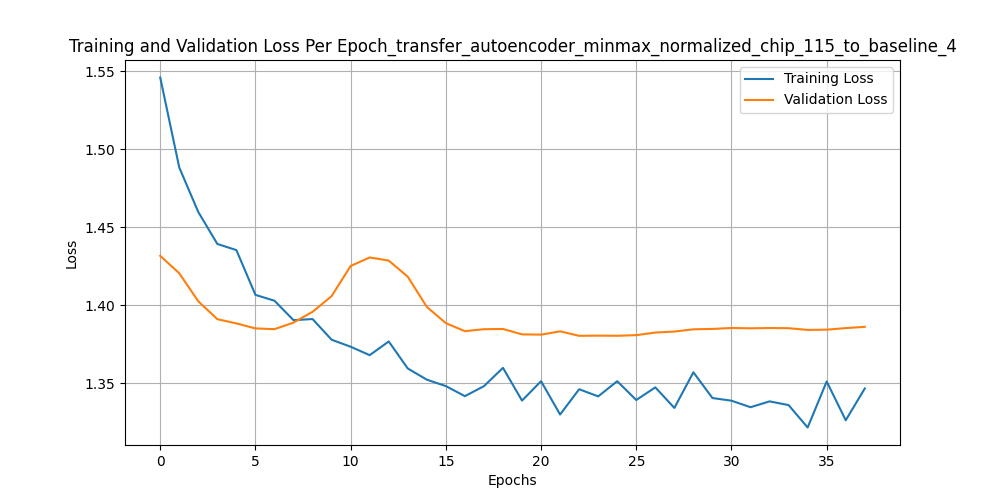 Training and Validation Loss Per Epoch_transfer_autoencoder_minmax_normalized_chip_115_to_baseline_4
Training Loss
Validation Loss
Loss
1.55
1.50
1.45
1.40
1.35
0 5 10 15 20 25 30 35
Epochs